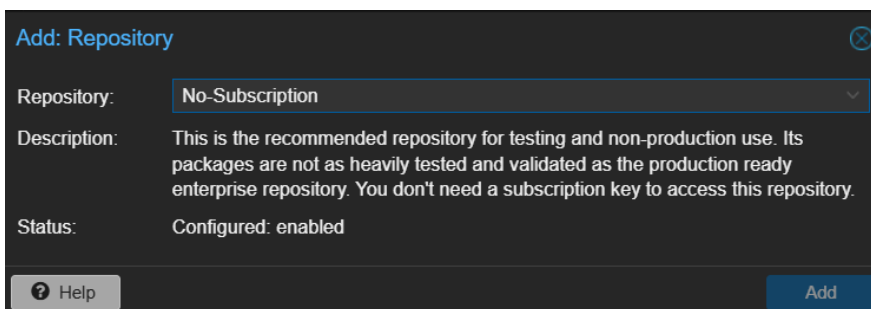 Add: Repository
Repository: No-Subscription
Description: This is the recommended repository for testing and non-production use. Its
packages are not as heavily tested and validated as the production ready
enterprise repository. You don't need a subscription key to access this repository.
Status: Configured: enabled
Help Add